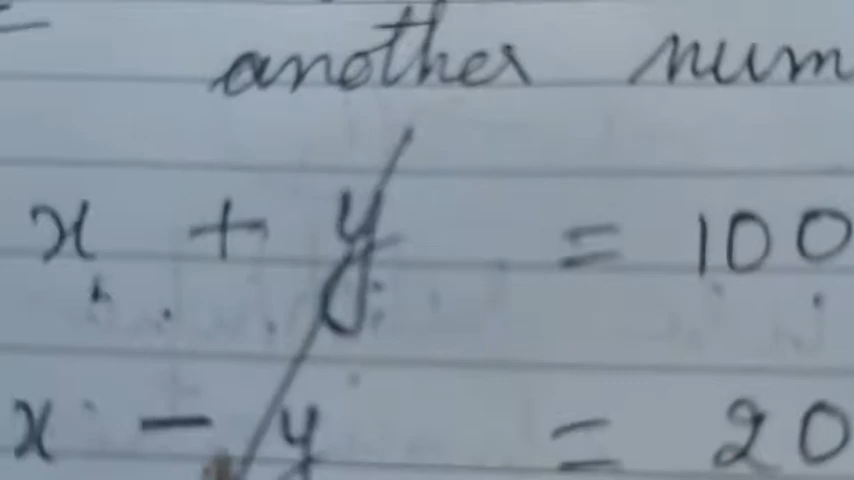 another num
x + y = 100
x - y = 20